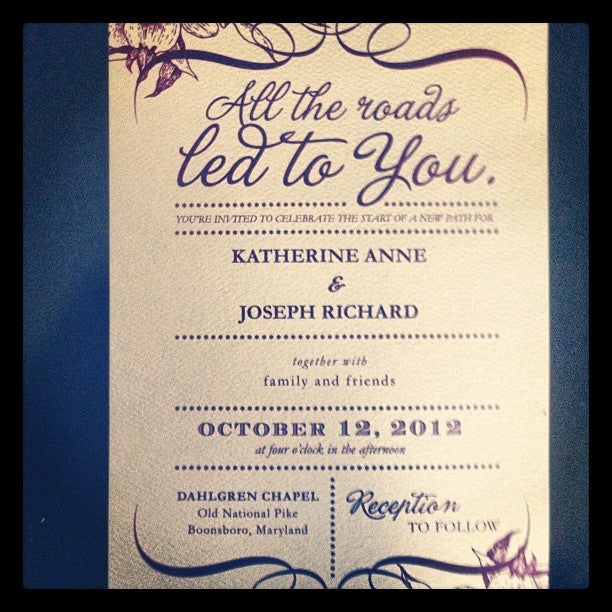 All the roads
led to You.
YOU'RE INVITED TO CELEBRATE THE START OF A NEW PATH FOR
KATHERINE ANNE
&
JOSEPH RICHARD
together with
family and friends
OCTOBER 12, 2012
at four o'clock in the afternoon
DAHLGREN CHAPEL
Old National Pike
Boonsboro, Maryland
Reception
TO FOLLOW